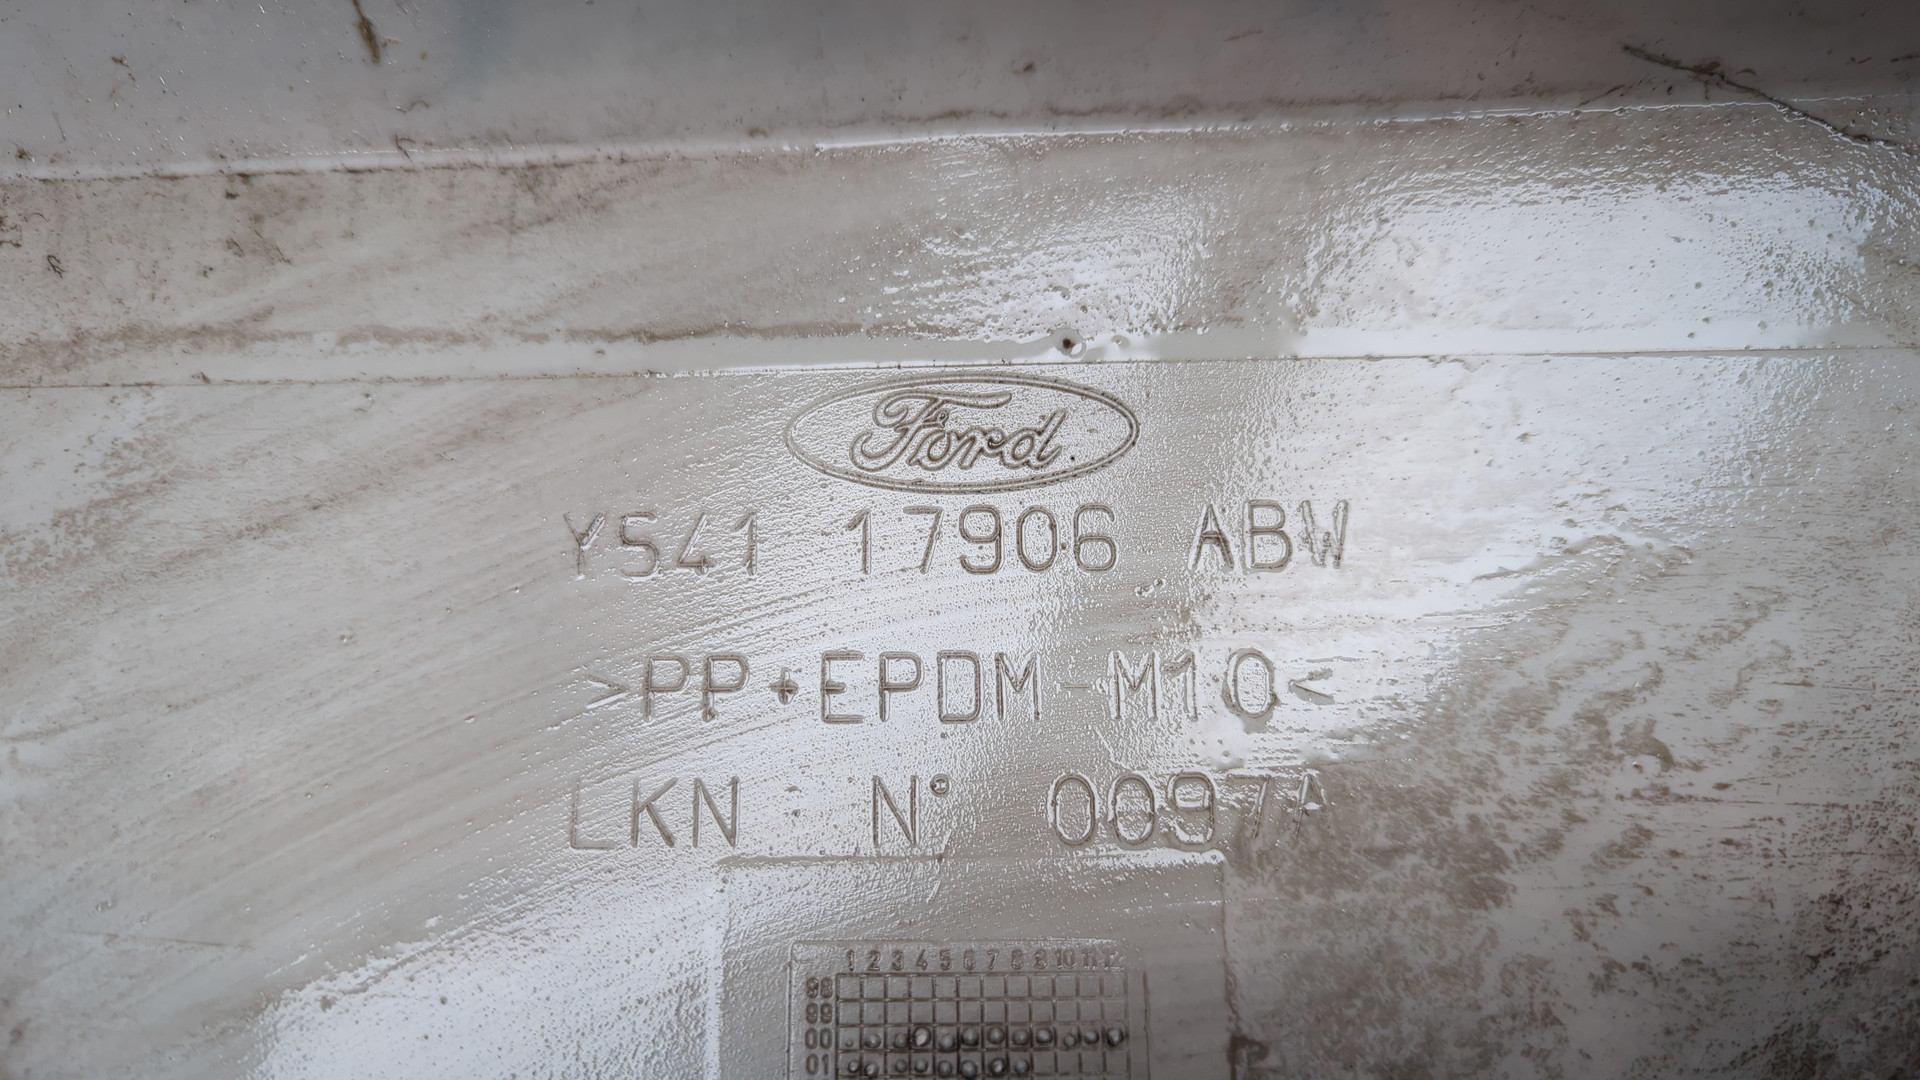 Ford
YS41 17906 ABW
>PP+EPDM-M10<
LKN N° 0097A
1 2 3 4 5 6 7 8 9 10 11 12
98
99
00
01